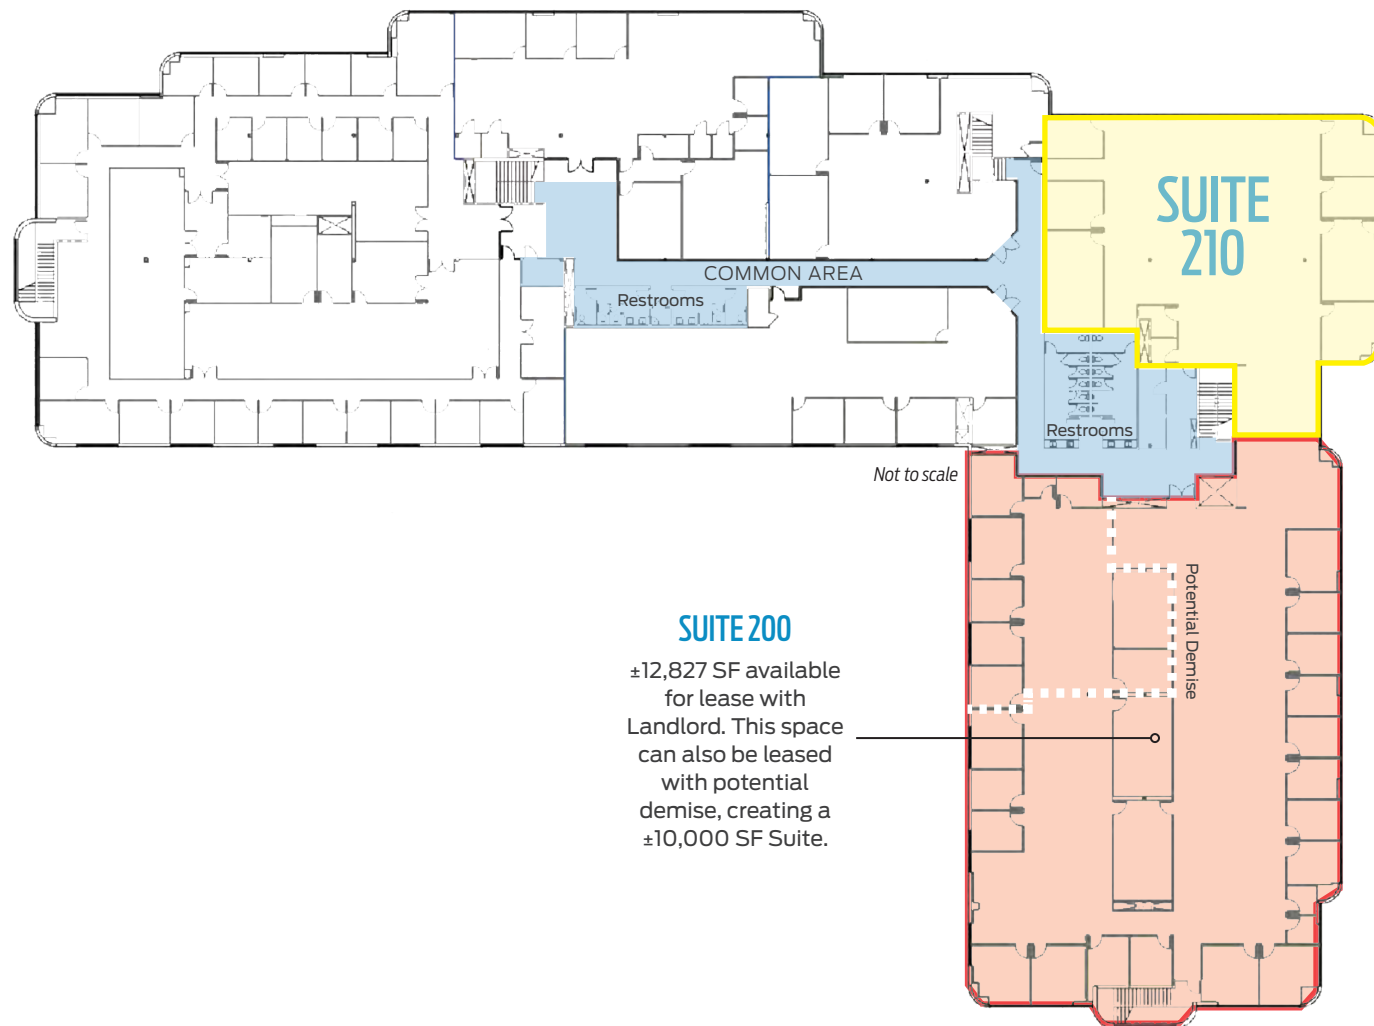 SUITE
210
COMMON AREA
Restrooms
Restrooms
Not to scale
Potential Demise
SUITE 200
±12,827 SF available
for lease with
Landlord. This space
can also be leased
with potential
demise, creating a
±10,000 SF Suite.